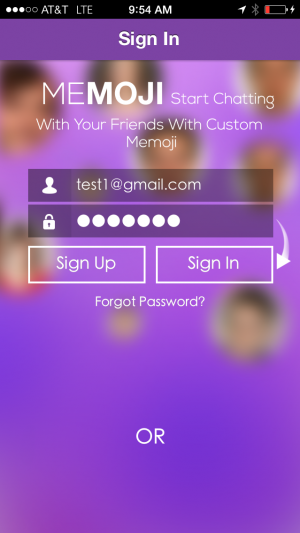 AT&T LTE 9:54 AM
Sign In
MEMOJI Start Chatting
With Your Friends With Custom
Memoji
test1@gmail.com
●●●●●●●
Sign Up Sign In
Forgot Password?
OR